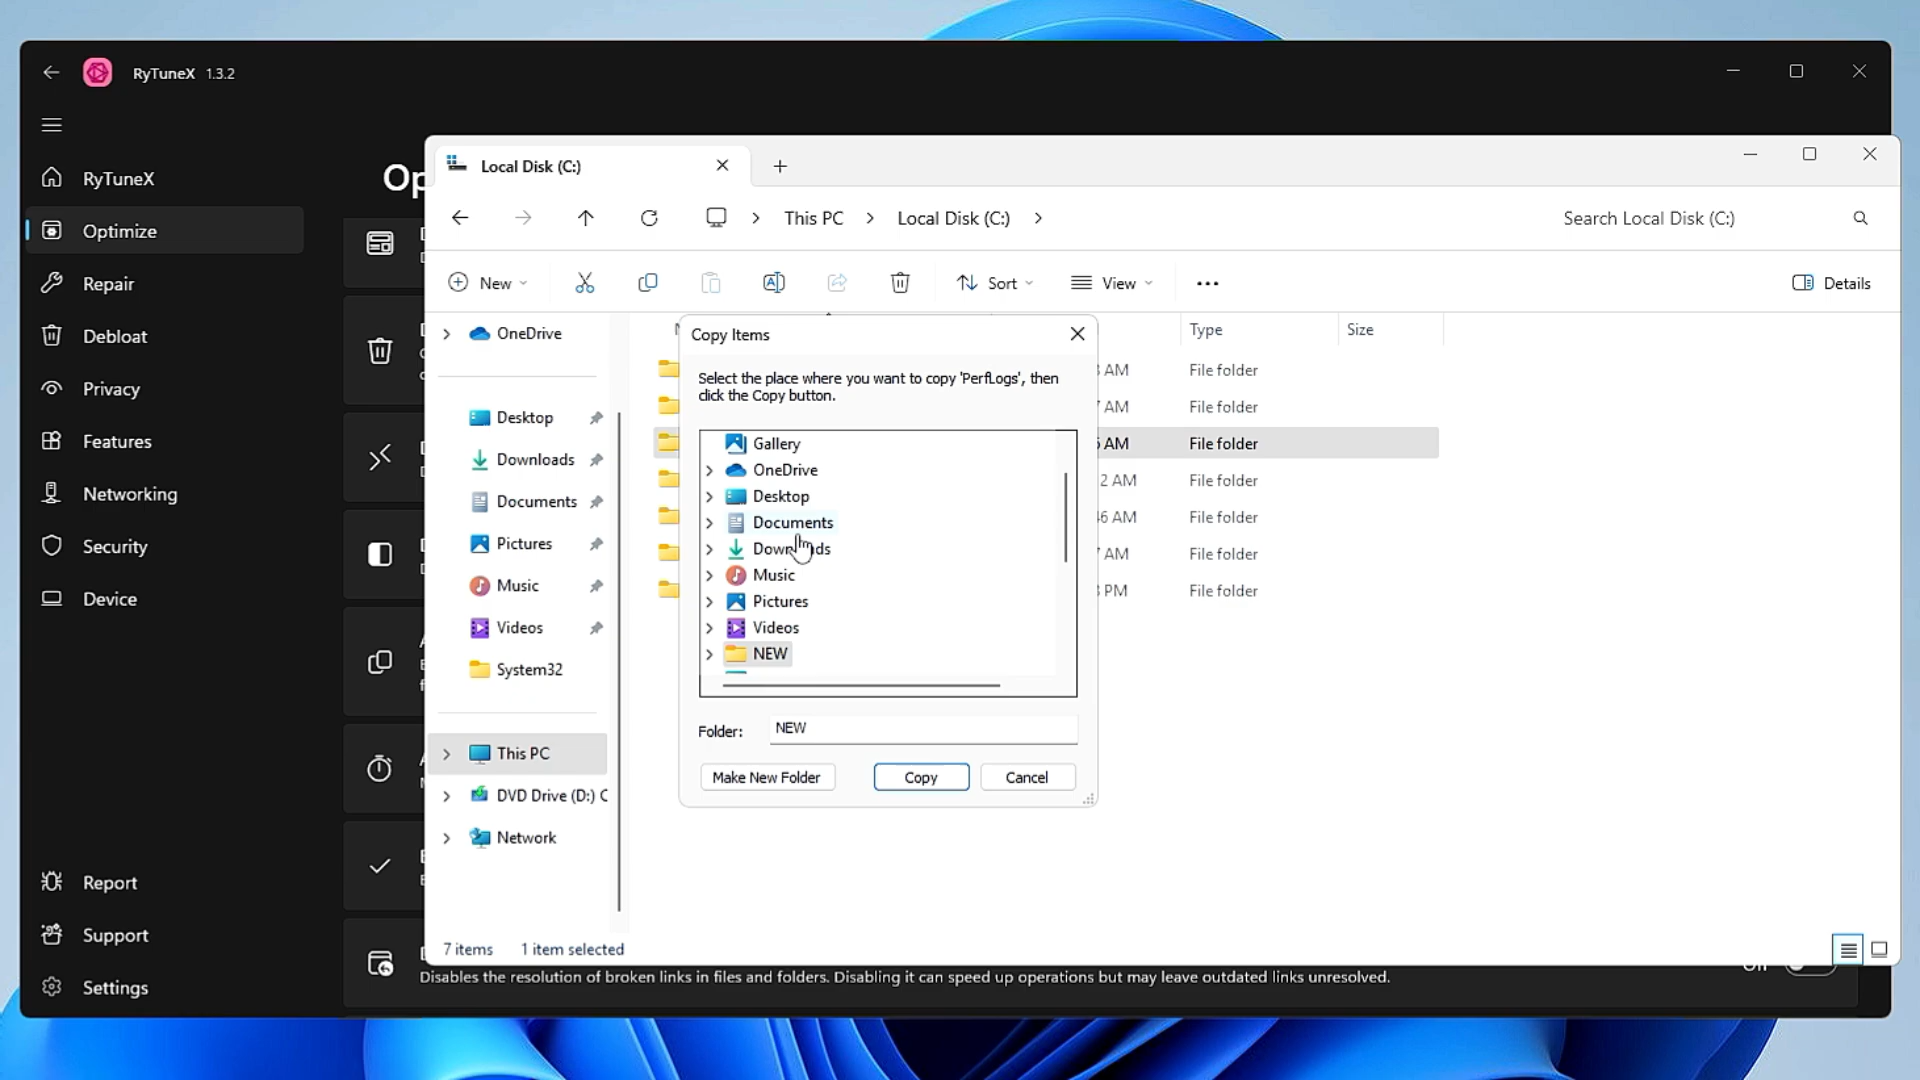 RyTuneX 1.3.2
RyTuneX
Optimize
Repair
Debloat
Privacy
Features
Networking
Security
Device
Report
Support
Settings
Op
Local Disk (C:)
This PC
Local Disk (C:)
Search Local Disk (C:)
New
Sort
View
Details
OneDrive
Desktop
Downloads
Documents
Pictures
Music
Videos
System32
This PC
DVD Drive (D:) C
Network
Type
Size
AM File folder
7 AM File folder
AM File folder
2 AM File folder
46 AM File folder
7 AM File folder
PM File folder
Copy Items
Select the place where you want to copy 'PerfLogs', then
click the Copy button.
Gallery
OneDrive
Desktop
Documents
Downloads
Music
Pictures
Videos
NEW
Folder: NEW
Make New Folder
Copy
Cancel
7 items 1 item selected
Disables the resolution of broken links in files and folders. Disabling it can speed up operations but may leave outdated links unresolved.